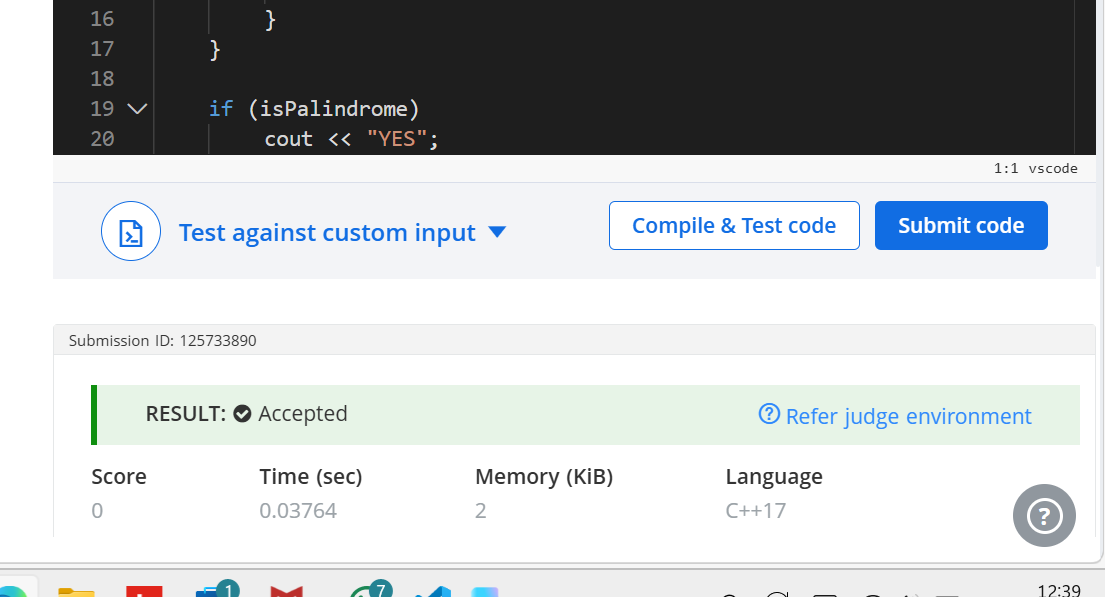 16 }
17 }
18
19 if (isPalindrome)
20 cout << "YES";
1:1 vscode
Test against custom input
Compile & Test code
Submit code
Submission ID: 125733890
RESULT: Accepted
? Refer judge environment
Score Time (sec) Memory (KiB) Language
0 0.03764 2 C++17
?
1 7
12:39